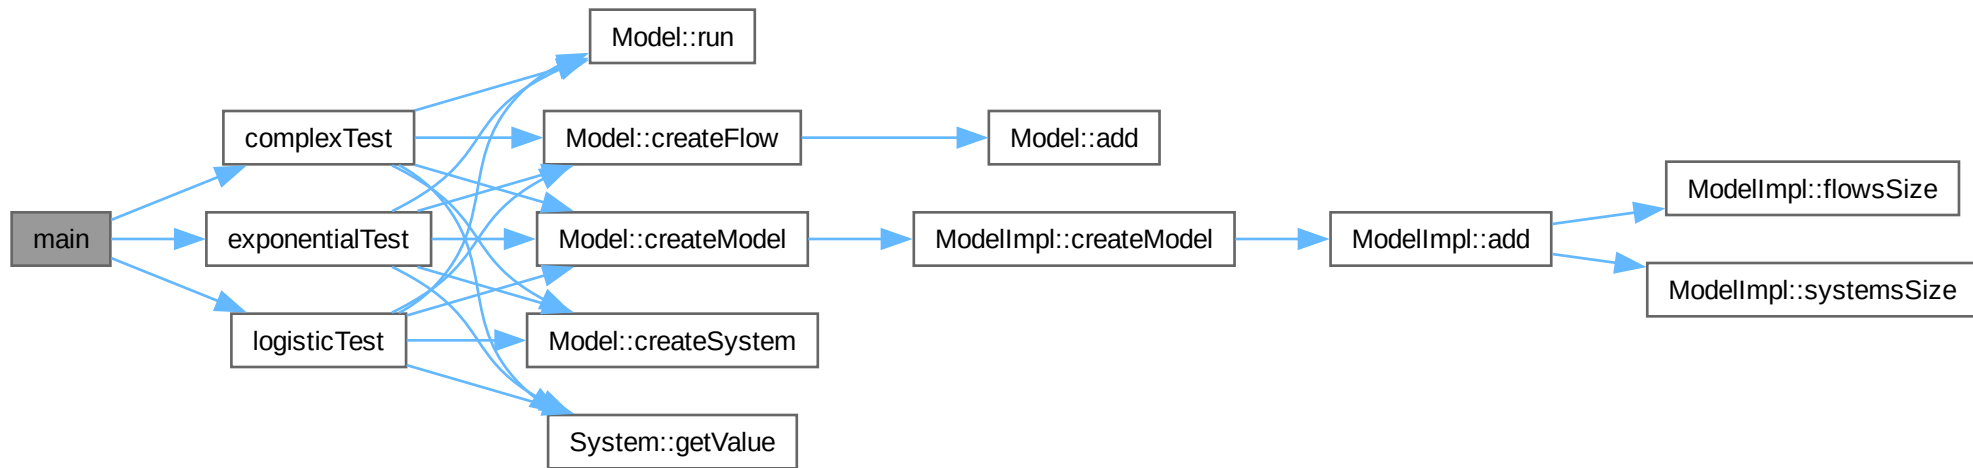 main
complexTest
exponentialTest
logisticTest
Model::run
Model::createFlow
Model::createModel
Model::createSystem
System::getValue
Model::add
ModelImpl::createModel
ModelImpl::add
ModelImpl::flowsSize
ModelImpl::systemsSize